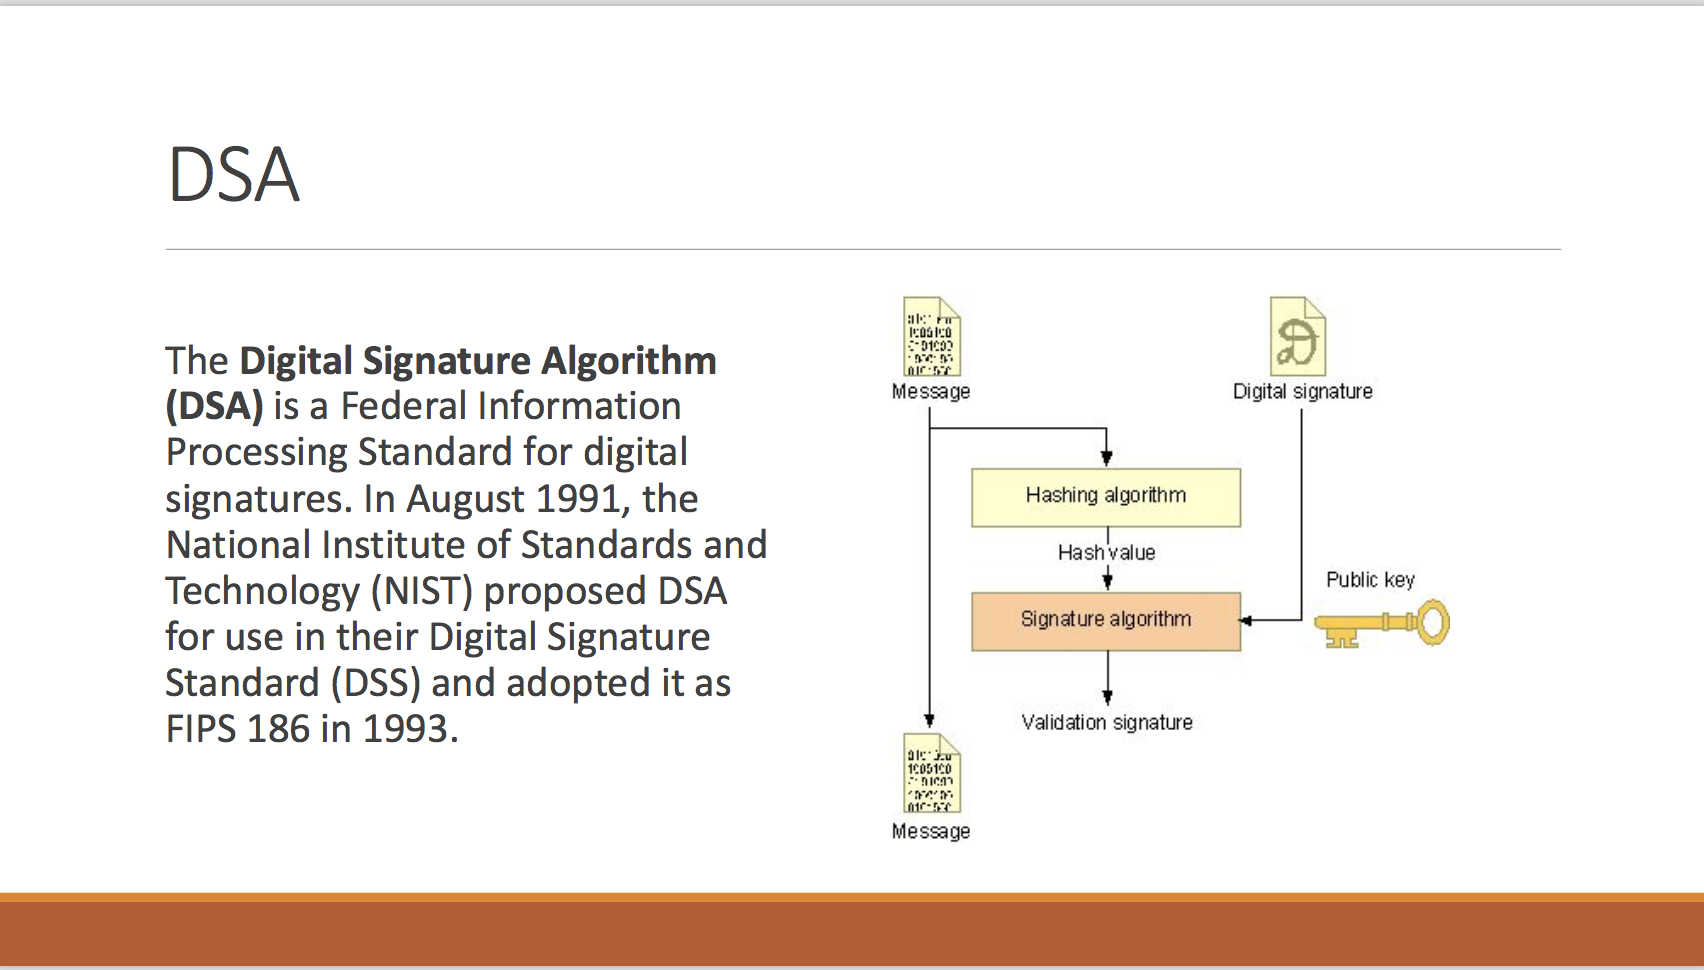 DSA
The Digital Signature Algorithm
(DSA) is a Federal Information
Processing Standard for digital
signatures. In August 1991, the
National Institute of Standards and
Technology (NIST) proposed DSA
for use in their Digital Signature
Standard (DSS) and adopted it as
FIPS 186 in 1993.
Message
Digital signature
Hashing algorithm
Hash value
Public key
Signature algorithm
Validation signature
Message